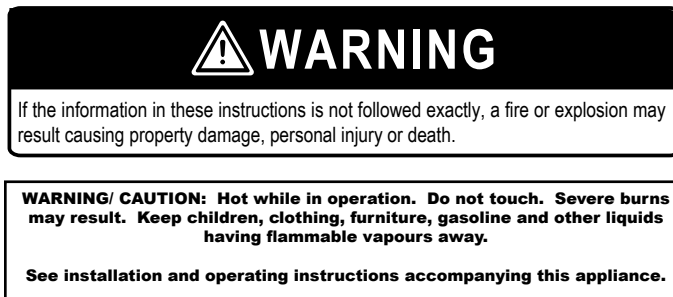 WARNING
If the information in these instructions is not followed exactly, a fire or explosion may
result causing property damage, personal injury or death.
WARNING/ CAUTION: Hot while in operation. Do not touch. Severe burns
may result. Keep children, clothing, furniture, gasoline and other liquids
having flammable vapours away.
See installation and operating instructions accompanying this appliance.